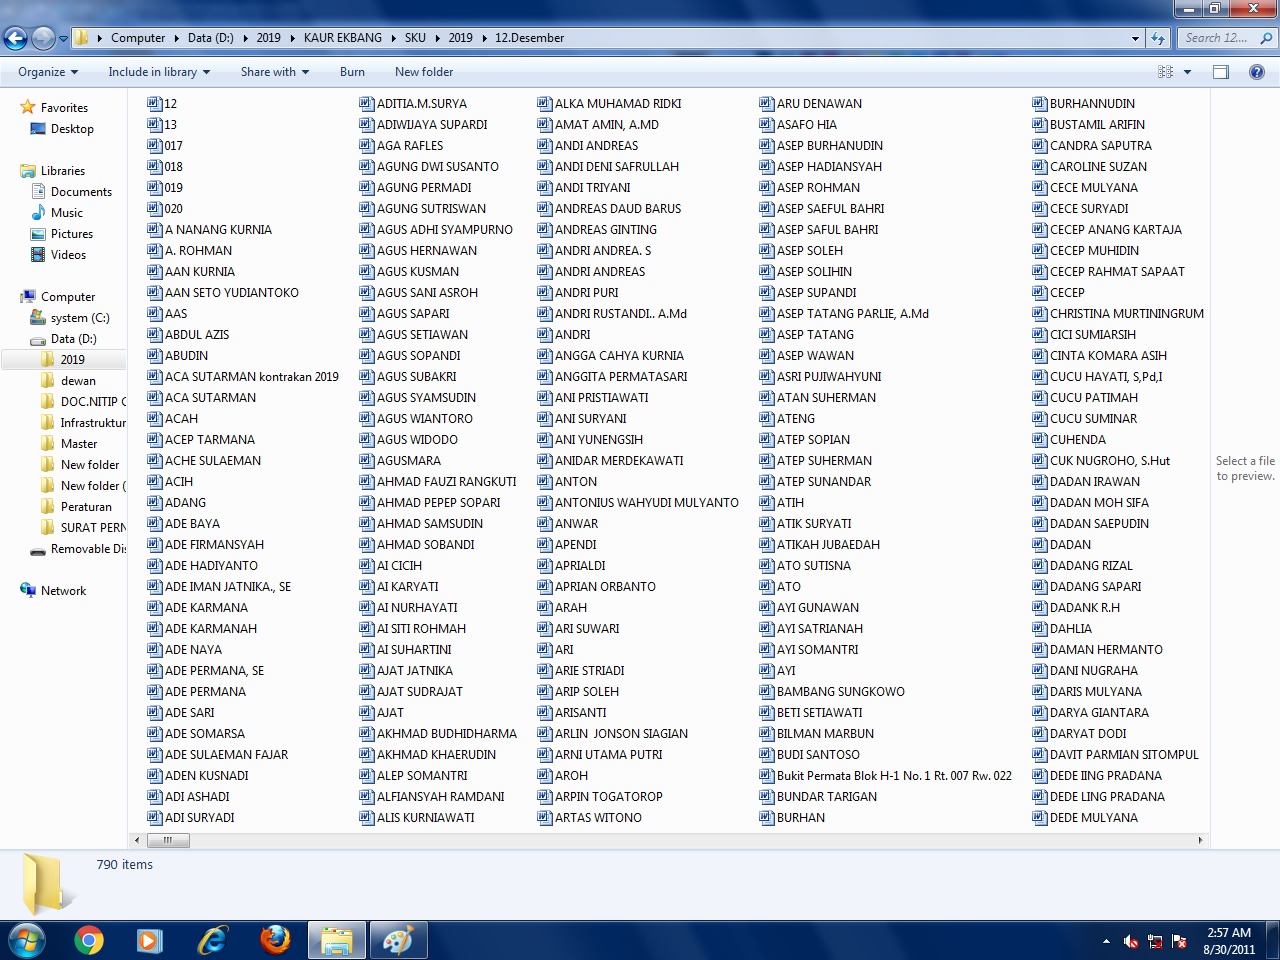 Computer ▸ Data (D:) ▸ 2019 ▸ KAUR EKBANG ▸ SKU ▸ 2019 ▸ 12.Desember
Search 12....
Organize
Include in library
Share with
Burn
New folder
Favorites
Desktop
Libraries
Documents
Music
Pictures
Videos
Computer
system (C:)
Data (D:)
2019
dewan
DOC.NITIP
Infrastruktur
Master
New folder
New folder (
Peraturan
SURAT PERN
Removable Dis
Network
12
13
017
018
019
020
A NANANG KURNIA
A. ROHMAN
AAN KURNIA
AAN SETO YUDIANTOKO
AAS
ABDUL AZIS
ABUDIN
ACA SUTARMAN kontrakan 2019
ACA SUTARMAN
ACAH
ACEP TARMANA
ACHE SULAEMAN
ACIH
ADANG
ADE BAYA
ADE FIRMANSYAH
ADE HADIYANTO
ADE IMAN JATNIKA., SE
ADE KARMANA
ADE KARMANAH
ADE NAYA
ADE PERMANA, SE
ADE PERMANA
ADE SARI
ADE SOMARSA
ADE SULAEMAN FAJAR
ADEN KUSNADI
ADI ASHADI
ADI SURYADI
ADITIA.M.SURYA
ADIWIJAYA SUPARDI
AGA RAFLES
AGUNG DWI SUSANTO
AGUNG PERMADI
AGUNG SUTRISWAN
AGUS ADHI SYAMPURNO
AGUS HERNAWAN
AGUS KUSMAN
AGUS SANI ASROH
AGUS SAPARI
AGUS SETIAWAN
AGUS SOPANDI
AGUS SUBAKRI
AGUS SYAMSUDIN
AGUS WIANTORO
AGUS WIDODO
AGUSMARA
AHMAD FAUZI RANGKUTI
AHMAD PEPEP SOPARI
AHMAD SAMSUDIN
AHMAD SOBANDI
AI CICIH
AI KARYATI
AI NURHAYATI
AI SITI ROHMAH
AI SUHARTINI
AJAT JATNIKA
AJAT SUDRAJAT
AJAT
AKHMAD BUDHIDHARMA
AKHMAD KHAERUDIN
ALEP SOMANTRI
ALFIANSYAH RAMDANI
ALIS KURNIAWATI
ALKA MUHAMAD RIDKI
AMAT AMIN, A.MD
ANDI ANDREAS
ANDI DENI SAFRULLAH
ANDI TRIYANI
ANDREAS DAUD BARUS
ANDREAS GINTING
ANDRI ANDREA. S
ANDRI ANDREAS
ANDRI PURI
ANDRI RUSTANDI.. A.Md
ANDRI
ANGGA CAHYA KURNIA
ANGGITA PERMATASARI
ANI PRISTIAWATI
ANI SURYANI
ANI YUNENGSIH
ANIDAR MERDEKAWATI
ANTON
ANTONIUS WAHYUDI MULYANTO
ANWAR
APENDI
APRIALDI
APRIAN ORBANTO
ARAH
ARI SUWARI
ARI
ARIE STRIADI
ARIP SOLEH
ARISANTI
ARLIN  JONSON SIAGIAN
ARNI UTAMA PUTRI
AROH
ARPIN TOGATOROP
ARTAS WITONO
ARU DENAWAN
ASAFO HIA
ASEP BURHANUDIN
ASEP HADIANSYAH
ASEP ROHMAN
ASEP SAEFUL BAHRI
ASEP SAFUL BAHRI
ASEP SOLEH
ASEP SOLIHIN
ASEP SUPANDI
ASEP TATANG PARLIE, A.Md
ASEP TATANG
ASEP WAWAN
ASRI PUJIWAHYUNI
ATAN SUHERMAN
ATENG
ATEP SOPIAN
ATEP SUHERMAN
ATEP SUNANDAR
ATIH
ATIK SURYATI
ATIKAH JUBAEDAH
ATO SUTISNA
ATO
AYI GUNAWAN
AYI SATRIANAH
AYI SOMANTRI
AYI
BAMBANG SUNGKOWO
BETI SETIAWATI
BILMAN MARBUN
BUDI SANTOSO
Bukit Permata Blok H-1 No. 1 Rt. 007 Rw. 022
BUNDAR TARIGAN
BURHAN
BURHANNUDIN
BUSTAMIL ARIFIN
CANDRA SAPUTRA
CAROLINE SUZAN
CECE MULYANA
CECE SURYADI
CECEP ANANG KARTAJA
CECEP MUHIDIN
CECEP RAHMAT SAPAAT
CECEP
CHRISTINA MURTININGRUM
CICI SUMIARSIH
CINTA KOMARA ASIH
CUCU HAYATI, S,Pd,I
CUCU PATIMAH
CUCU SUMINAR
CUHENDA
CUK NUGROHO, S.Hut
DADAN IRAWAN
DADAN MOH SIFA
DADAN SAEPUDIN
DADAN
DADANG RIZAL
DADANG SAPARI
DADANK R.H
DAHLIA
DAMAN HERMANTO
DANI NUGRAHA
DARIS MULYANA
DARYA GIANTARA
DARYAT DODI
DAVIT PARMIAN SITOMPUL
DEDE IING PRADANA
DEDE LING PRADANA
DEDE MULYANA
Select a file
to preview.
790 items
2:57 AM
8/30/2011